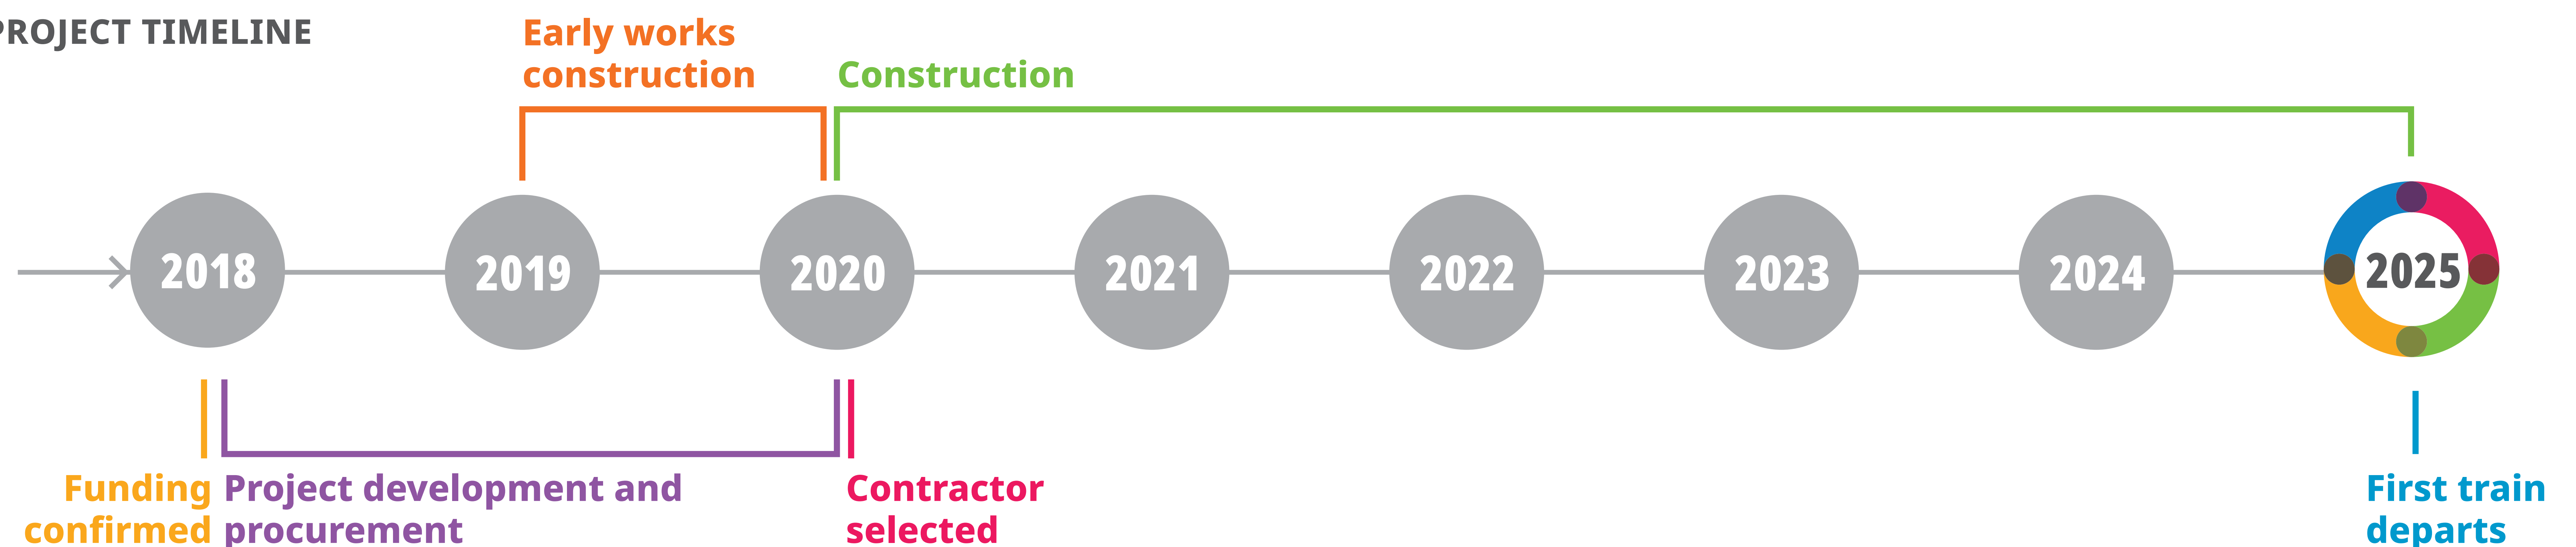 PROJECT TIMELINE
Early works
construction
Construction
2018
2019
2020
2021
2022
2023
2024
2025
Funding
confirmed
Project development and
procurement
Contractor
selected
First train
departs